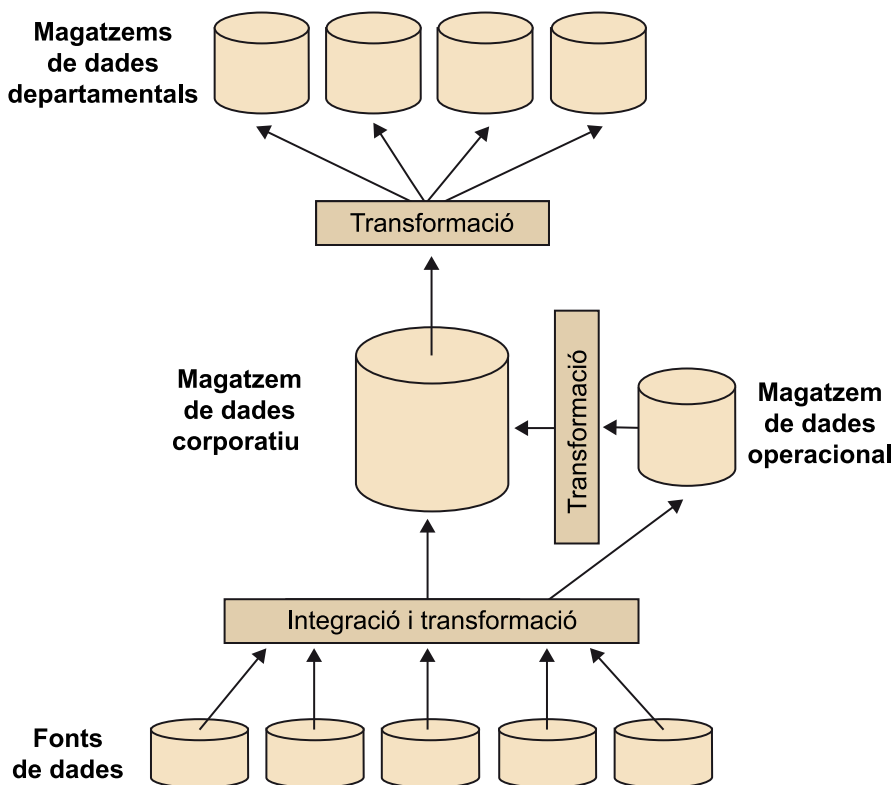 Magatzems
de dades
departamentals
Transformació
Magatzem
de dades
corporatiu
Transformació
Magatzem
de dades
operacional
Integració i transformació
Fonts
de dades